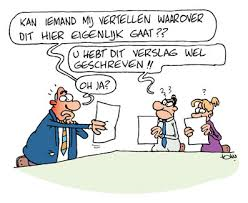 KAN IEMAND MIJ VERTELLEN WAAROVER
DIT HIER EIGENLIJK GAAT??
U HEBT DIT VERSLAG WEL
GESCHREVEN!!
OH JA?
? ?